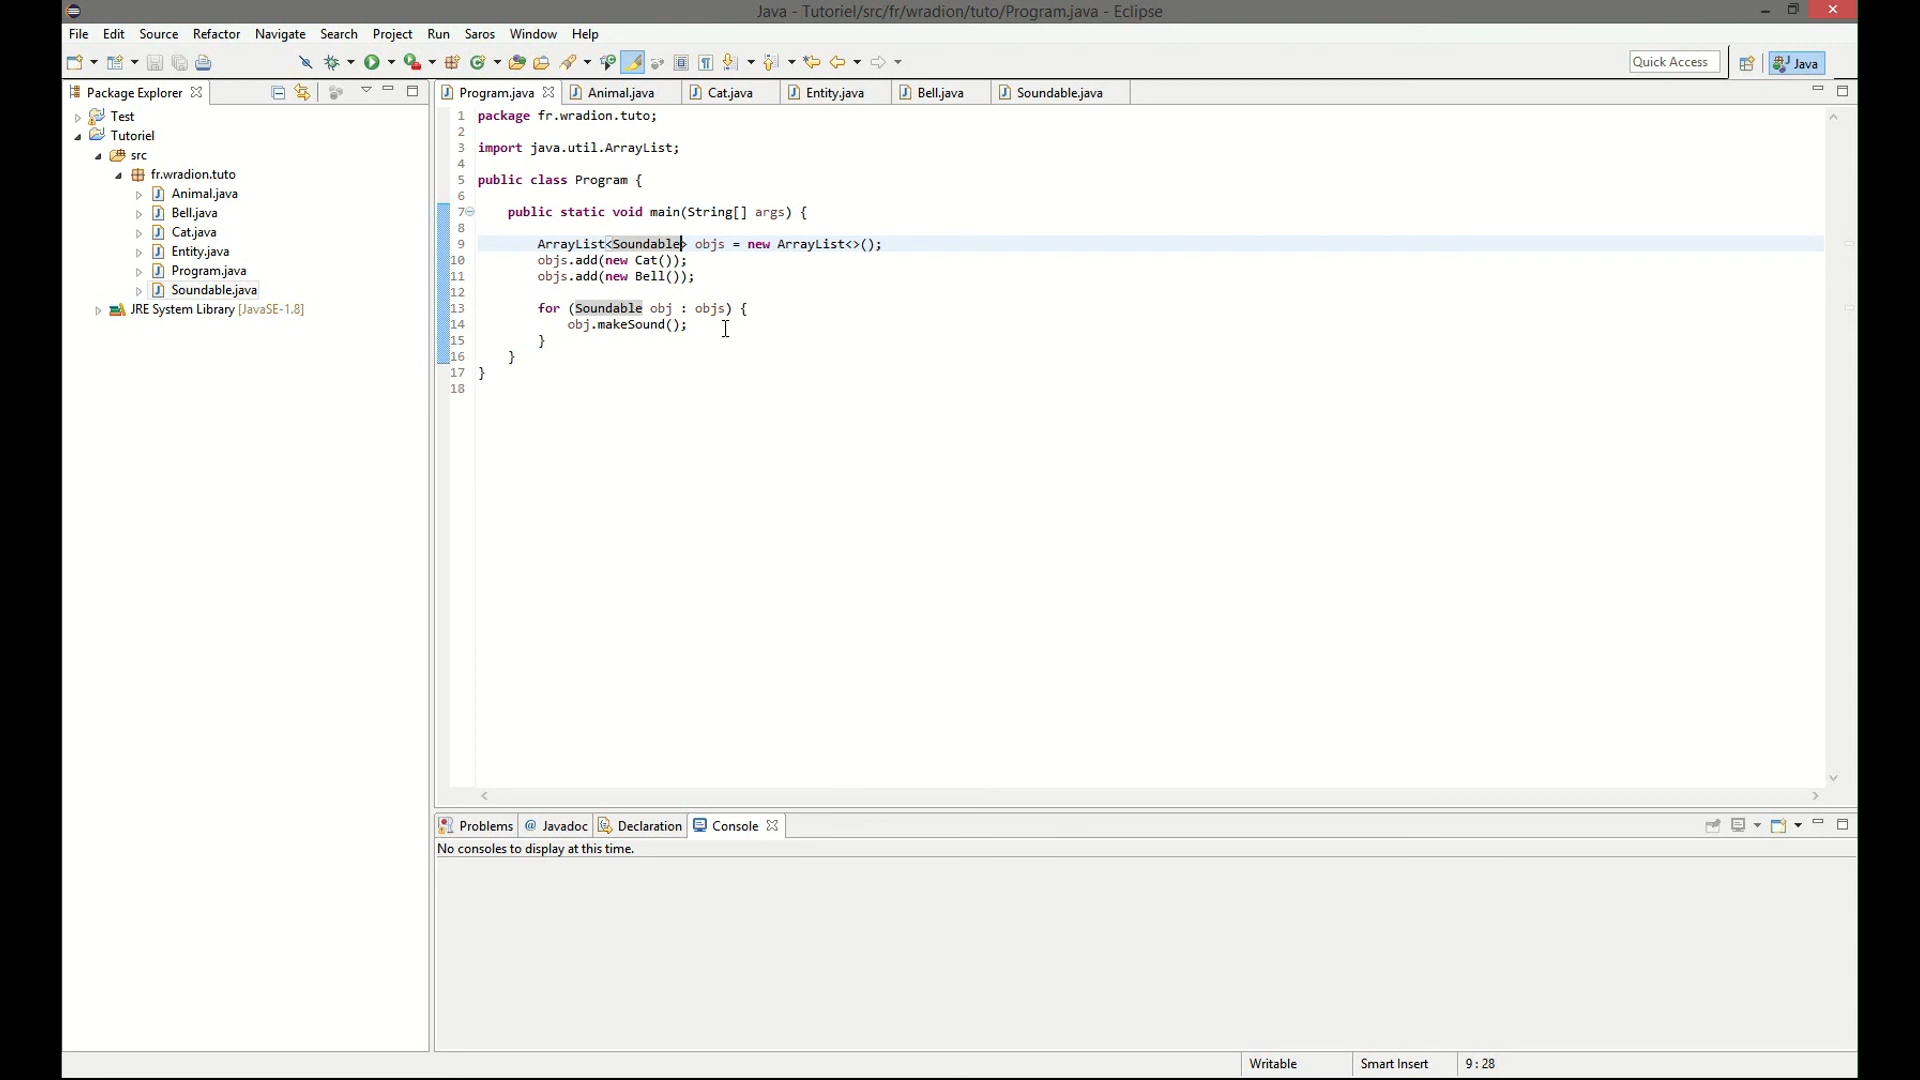 Java - Tutoriel/src/fr/wradion/tuto/Program.java - Eclipse
File Edit Source Refactor Navigate Search Project Run Saros Window Help
Quick Access Java
Package Explorer
Test
Tutoriel
src
fr.wradion.tuto
Animal.java
Bell.java
Cat.java
Entity.java
Program.java
Soundable.java
JRE System Library [JavaSE-1.8]
Program.java Animal.java Cat.java Entity.java Bell.java Soundable.java
1 package fr.wradion.tuto;
2
3 import java.util.ArrayList;
4
5 public class Program {
6
7 public static void main(String[] args) {
8
9 ArrayList<Soundable> objs = new ArrayList<>();
10 objs.add(new Cat());
11 objs.add(new Bell());
12
13 for (Soundable obj : objs) {
14 obj.makeSound();
15 }
16 }
17 }
18
Problems @ Javadoc Declaration Console
No consoles to display at this time.
Writable Smart Insert 9 : 28